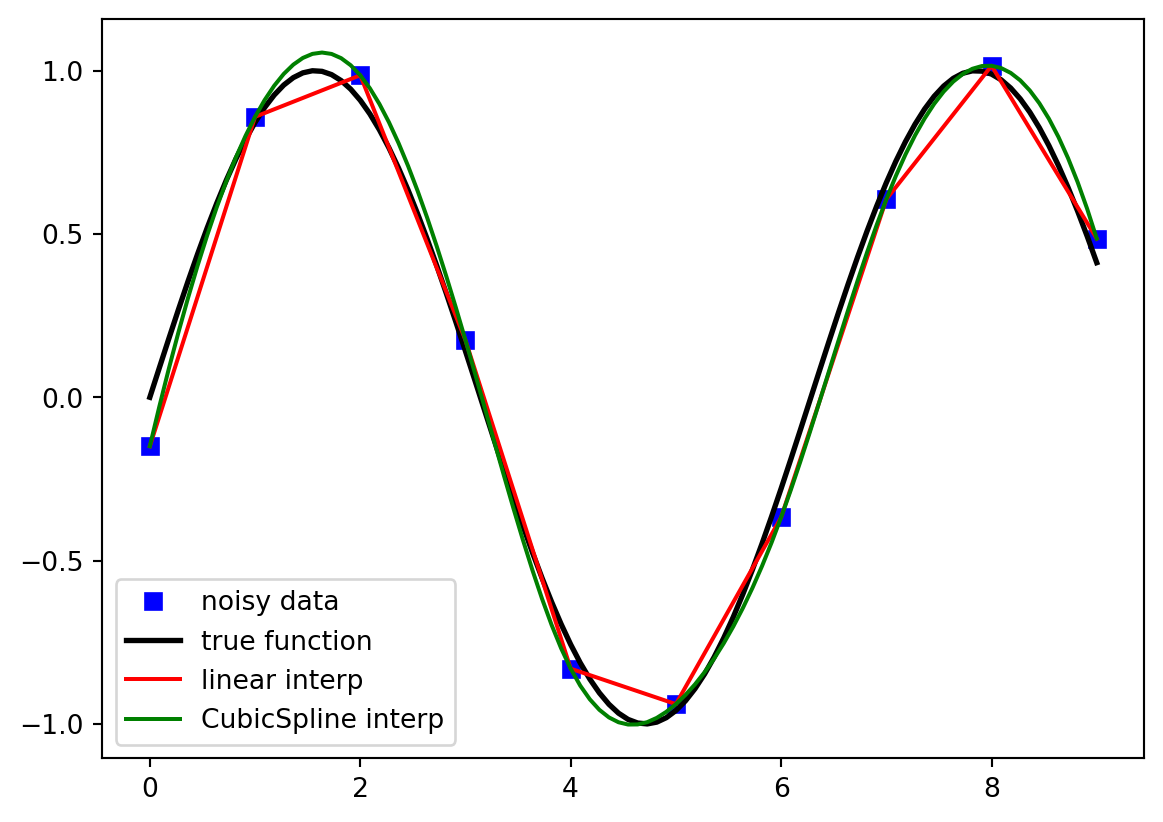 1.0
0.5
0.0
−0.5
−1.0
noisy data
true function
linear interp
CubicSpline interp
0 2 4 6 8